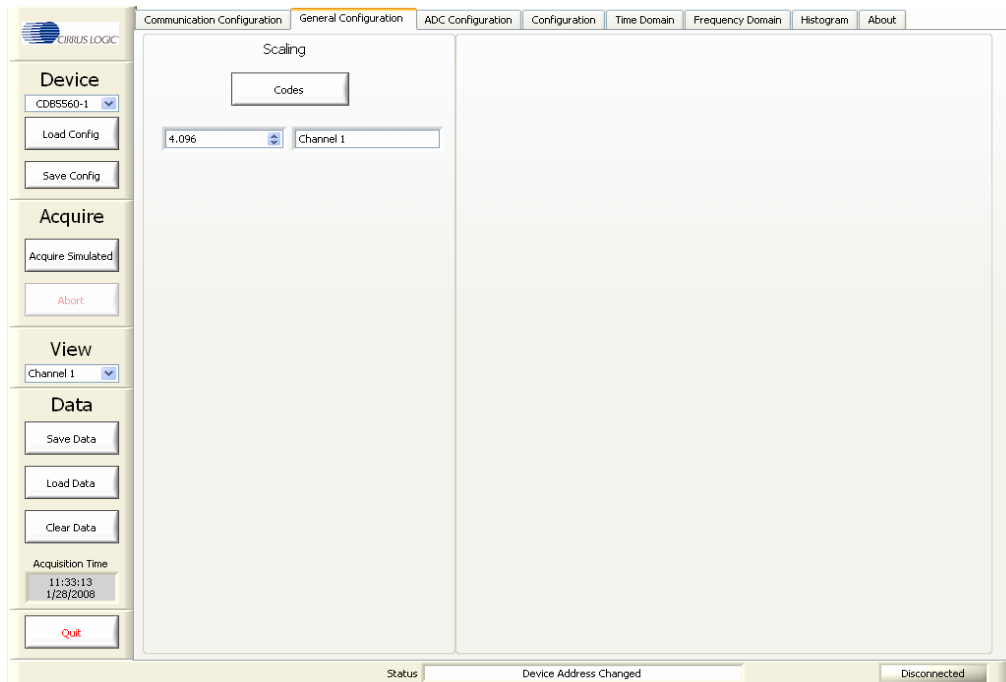 CIRRUS LOGIC®
Communication Configuration
General Configuration
ADC Configuration
Configuration
Time Domain
Frequency Domain
Histogram
About
Device
CDB5560-1
Load Config
Save Config
Acquire
Acquire Simulated
Abort
View
Channel 1
Data
Save Data
Load Data
Clear Data
Acquisition Time
11:33:13
1/28/2008
Quit
Scaling
Codes
4.096
Channel 1
Status
Device Address Changed
Disconnected